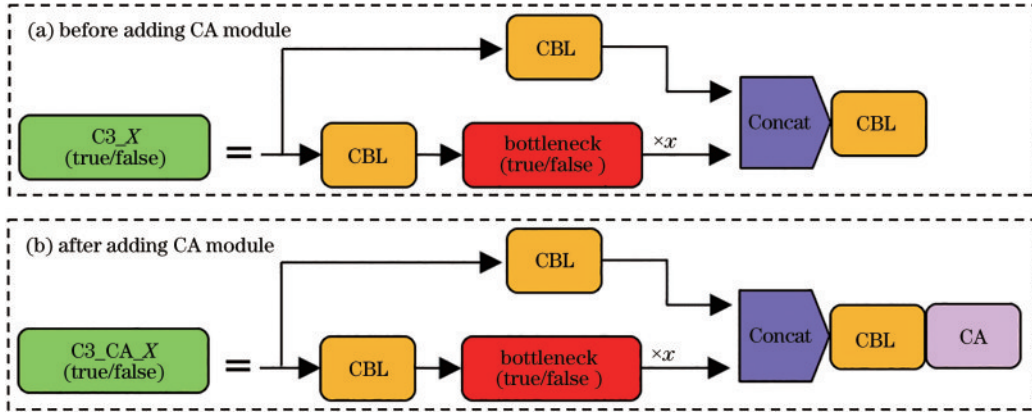 (a) before adding CA module
CBL
C3_X
(true/false)
=
CBL
bottleneck
(true/false )
×x
Concat
CBL
(b) after adding CA module
CBL
C3_CA_X
(true/false)
=
CBL
bottleneck
(true/false )
×x
Concat
CBL
CA